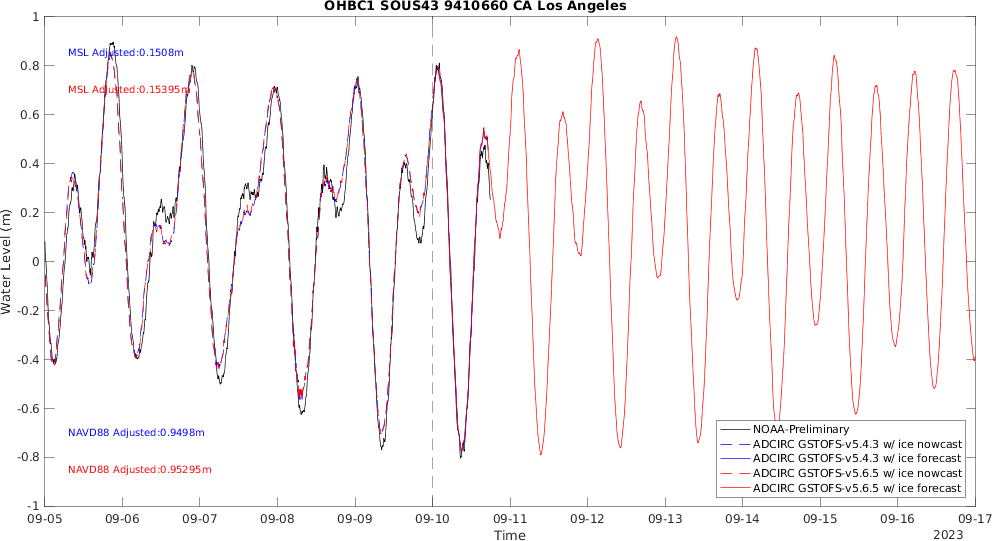 OHBC1 SOUS43 9410660 CA Los Angeles
1
0.8
0.6
0.4
0.2
0
-0.2
-0.4
-0.6
-0.8
-1
Water Level (m)
MSL Adjusted:0.1508m
MSL Adjusted:0.15395m
NAVD88 Adjusted:0.9498m
NAVD88 Adjusted:0.95295m
NOAA-Preliminary
ADCIRC GSTOFS-v5.4.3 w/ ice nowcast
ADCIRC GSTOFS-v5.4.3 w/ ice forecast
ADCIRC GSTOFS-v5.6.5 w/ ice nowcast
ADCIRC GSTOFS-v5.6.5 w/ ice forecast
09-05 09-06 09-07 09-08 09-09 09-10 09-11 09-12 09-13 09-14 09-15 09-16 09-17
Time
2023